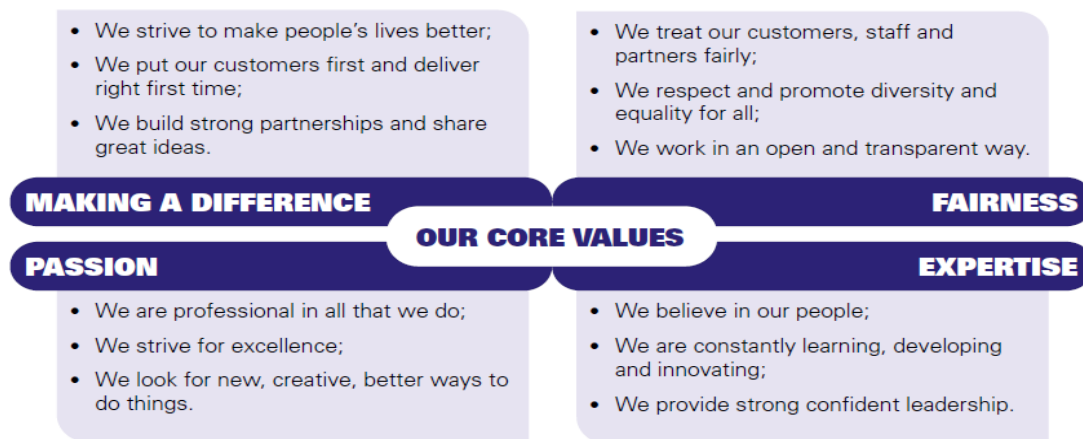 • We strive to make people's lives better;
• We put our customers first and deliver
right first time;
• We build strong partnerships and share
great ideas.
MAKING A DIFFERENCE
• We treat our customers, staff and
partners fairly;
• We respect and promote diversity and
equality for all;
• We work in an open and transparent way.
FAIRNESS
OUR CORE VALUES
PASSION
• We are professional in all that we do;
• We strive for excellence;
• We look for new, creative, better ways to
do things.
EXPERTISE
• We believe in our people;
• We are constantly learning, developing
and innovating;
• We provide strong confident leadership.